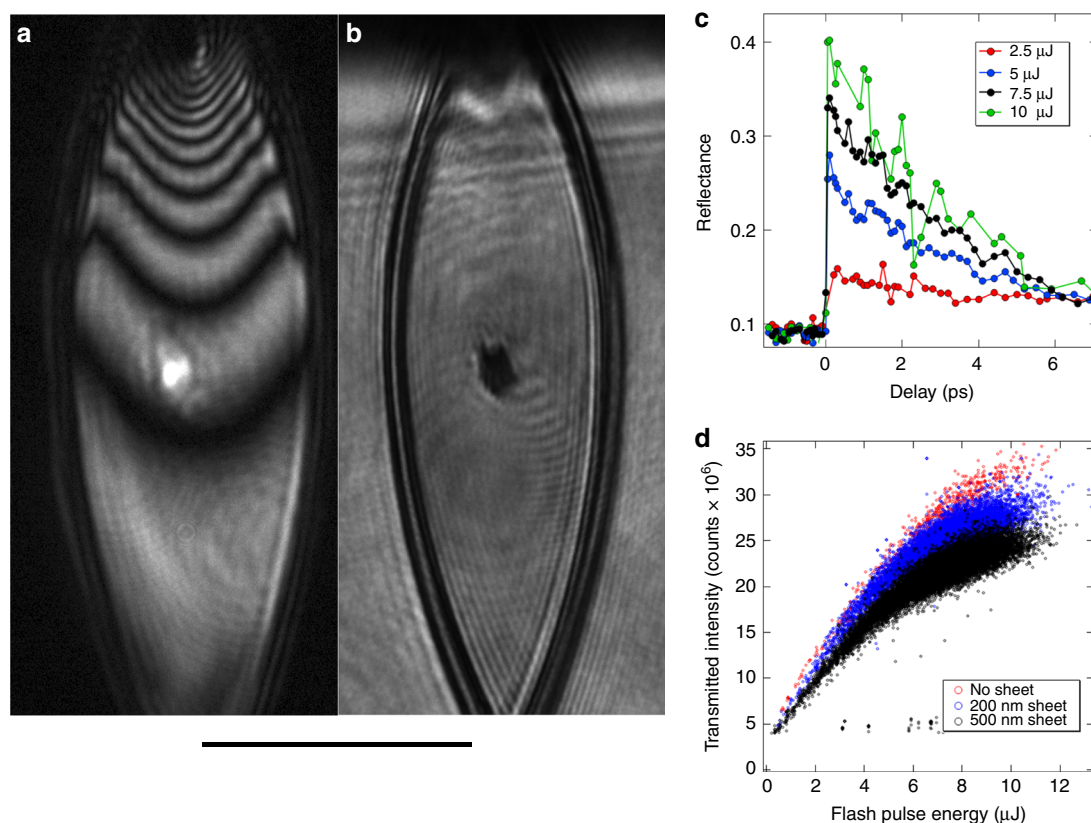 a
b
c
Reflectance
0.4
0.3
0.2
0.1
2.5 μJ
5 μJ
7.5 μJ
10 μJ
0
2
4
6
Delay (ps)
d
Transmitted intensity (counts × 10⁶)
35
30
25
20
15
10
5
0
No sheet
200 nm sheet
500 nm sheet
0
2
4
6
8
10
12
Flash pulse energy (μJ)